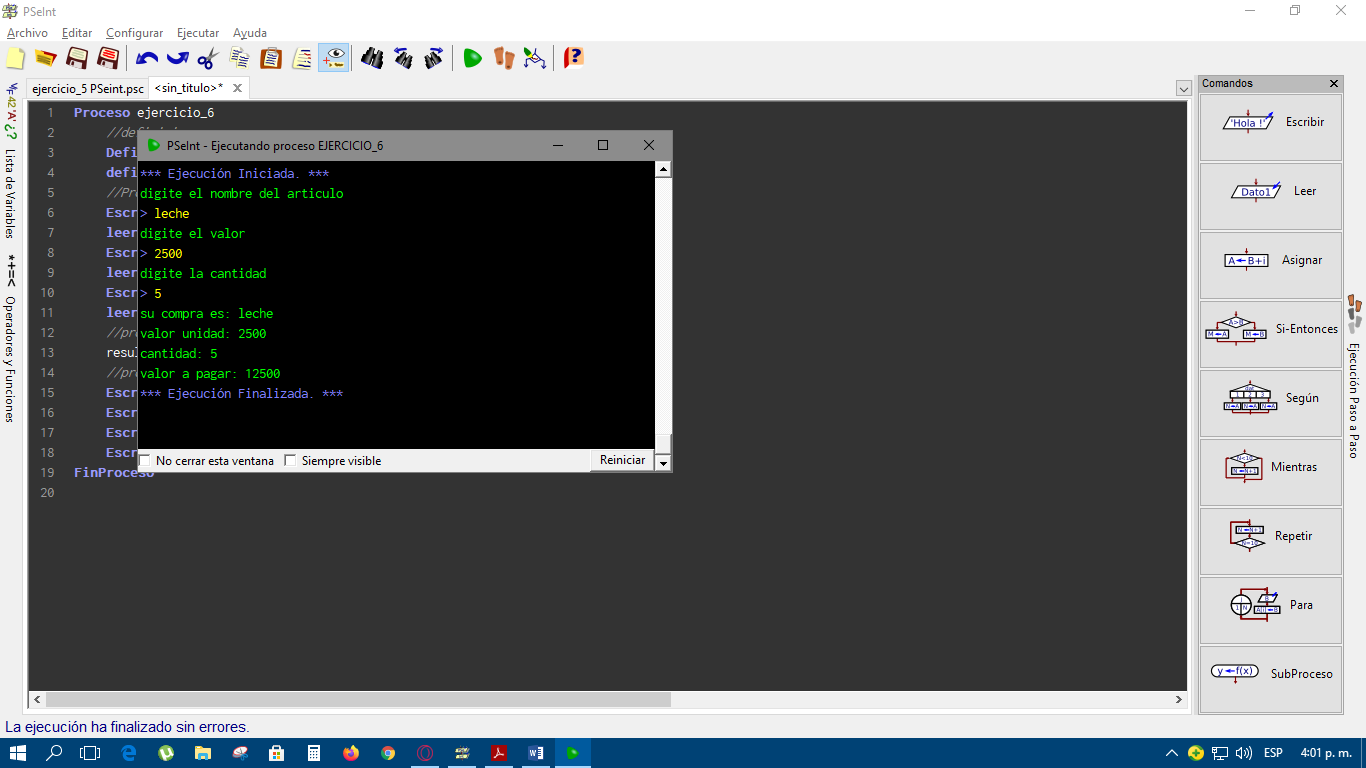 PSeInt
Archivo Editar Configurar Ejecutar Ayuda
ejercicio_5 PSeint.psc <sin_titulo>* X
Lista de Variables
Operadores y Funciones
1 Proceso ejercicio_6
2
3 Defi
4 defi
5 //Pr
6 Escr
7 leer
8 Escr
9 leer
10 Escr
11 leer
12 //pr
13 resu
14 //pr
15 Escr
16 Escr
17 Escr
18 Escr
19 FinProceso
20
PSeInt - Ejecutando proceso EJERCICIO_6
*** Ejecución Iniciada. ***
digite el nombre del articulo
> leche
digite el valor
> 2500
digite la cantidad
> 5
su compra es: leche
valor unidad: 2500
cantidad: 5
valor a pagar: 12500
*** Ejecución Finalizada. ***
No cerrar esta ventana Siempre visible Reiniciar
Comandos
'Hola !' Escribir
Dato1 Leer
A←B+i Asignar
A>B M←A M←B Si-Entonces
Según
Mientras
Repetir
Para
y←f(x) SubProceso
Ejecución Paso a Paso
La ejecución ha finalizado sin errores.
ESP 4:01 p. m.